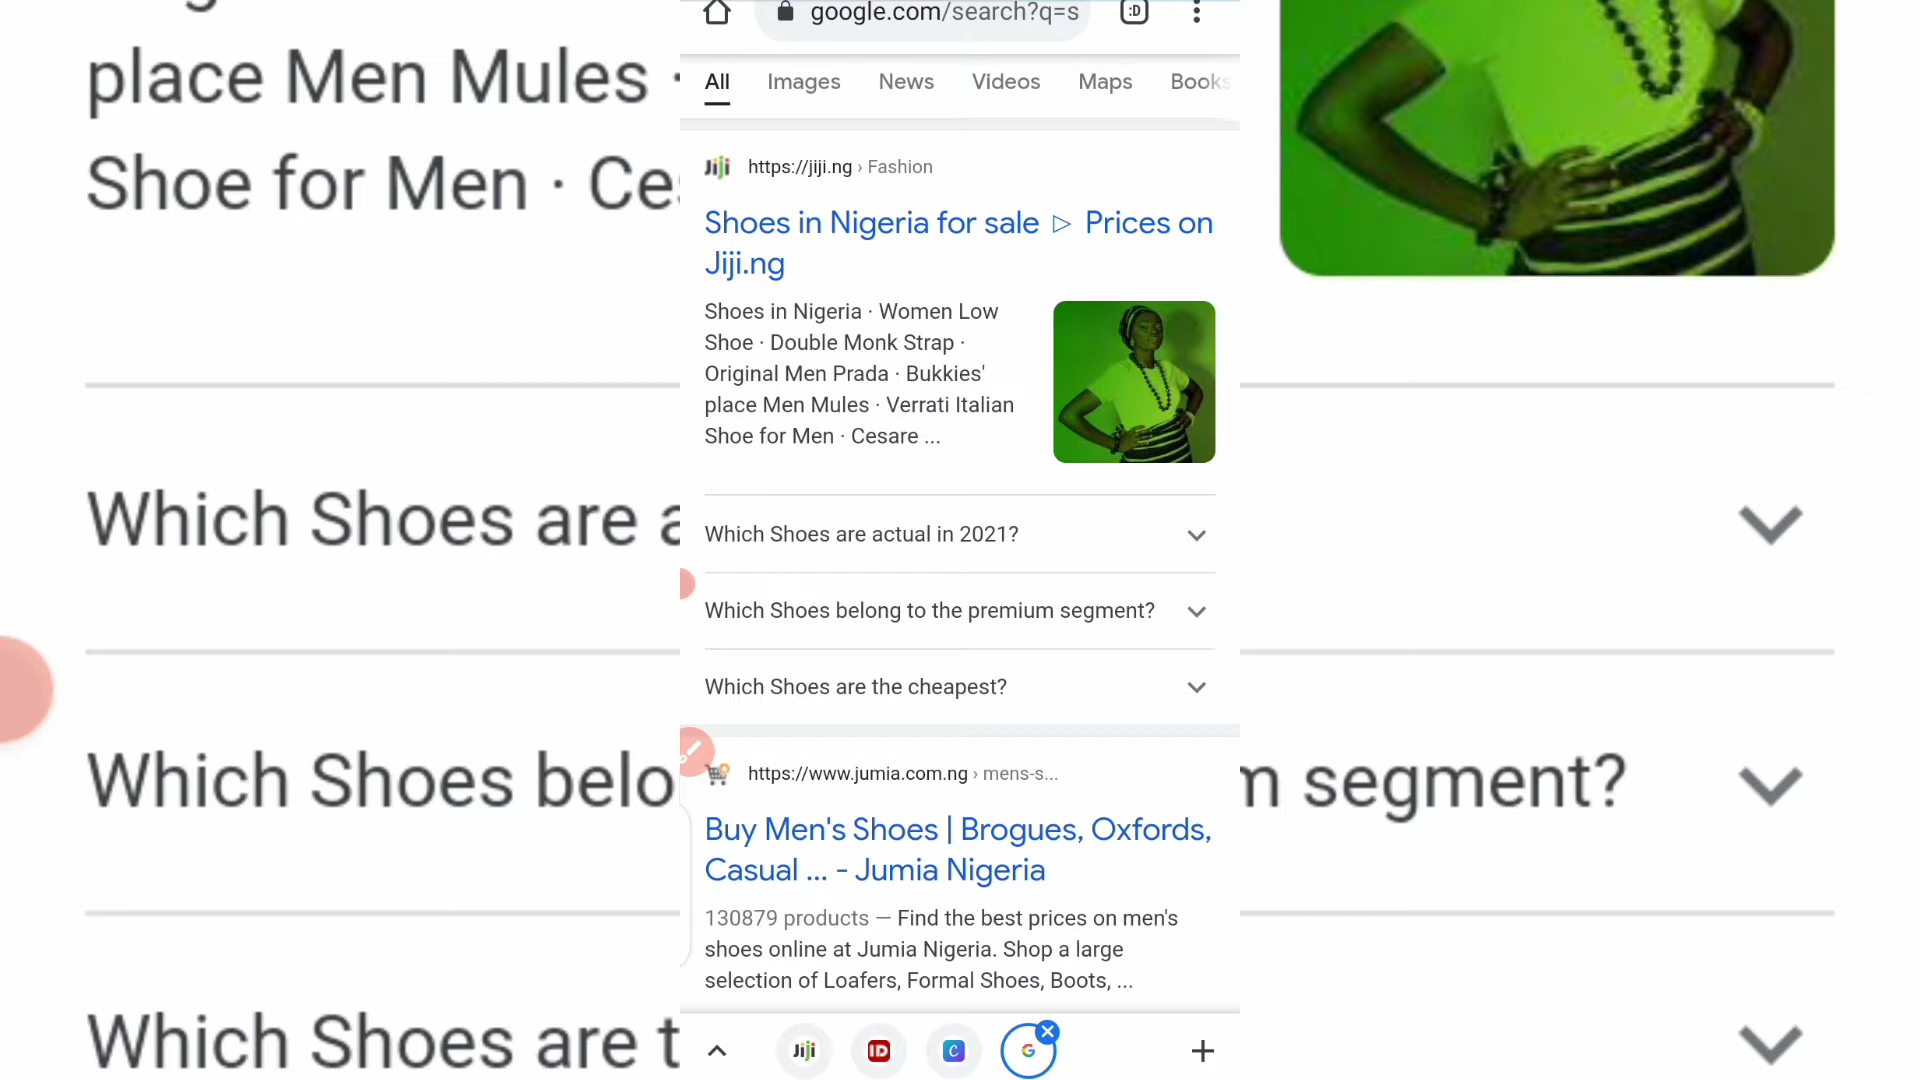 google.com/search?q=s
:D
All Images News Videos Maps Books
Jiji https://jiji.ng › Fashion
Shoes in Nigeria for sale ▷ Prices on
Jiji.ng
Shoes in Nigeria · Women Low
Shoe · Double Monk Strap ·
Original Men Prada · Bukkies'
place Men Mules · Verrati Italian
Shoe for Men · Cesare ...
Which Shoes are actual in 2021?
Which Shoes belong to the premium segment?
Which Shoes are the cheapest?
https://www.jumia.com.ng › mens-s...
Buy Men's Shoes | Brogues, Oxfords,
Casual ... - Jumia Nigeria
130879 products — Find the best prices on men's
shoes online at Jumia Nigeria. Shop a large
selection of Loafers, Formal Shoes, Boots, ...
Jiji ID C G
place Men Mules ·
Shoe for Men · Ces
Which Shoes are a
Which Shoes belo
m segment?
Which Shoes are t